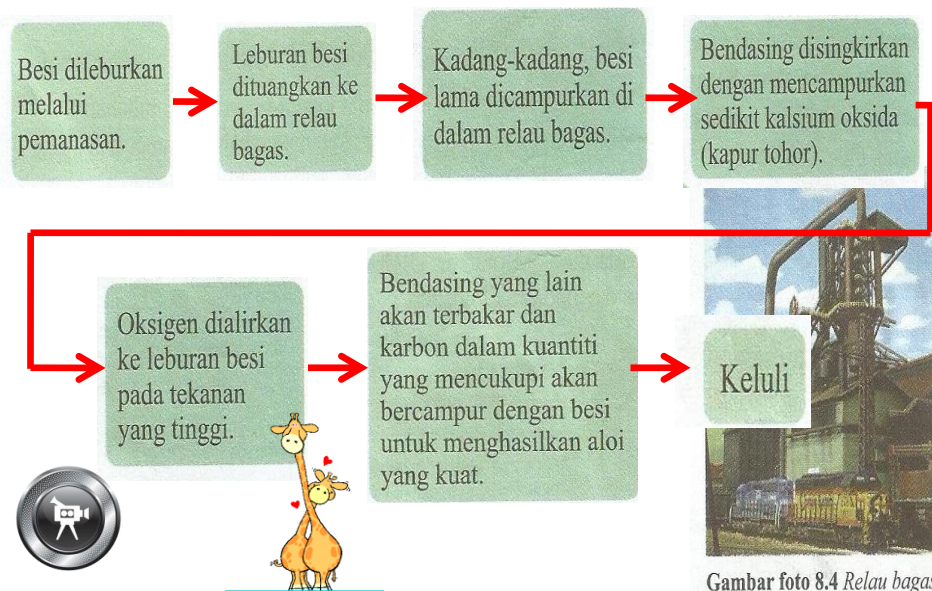 Besi dileburkan
melalui
pemanasan.
Leburan besi
dituangkan ke
dalam relau
bagas.
Kadang-kadang, besi
lama dicampurkan di
dalam relau bagas.
Bendasing disingkirkan
dengan mencampurkan
sedikit kalsium oksida
(kapur tohor).
Oksigen dialirkan
ke leburan besi
pada tekanan
yang tinggi.
Bendasing yang lain
akan terbakar dan
karbon dalam kuantiti
yang mencukupi akan
bercampur dengan besi
untuk menghasilkan aloi
yang kuat.
Keluli
Gambar foto 8.4 Relau bagas